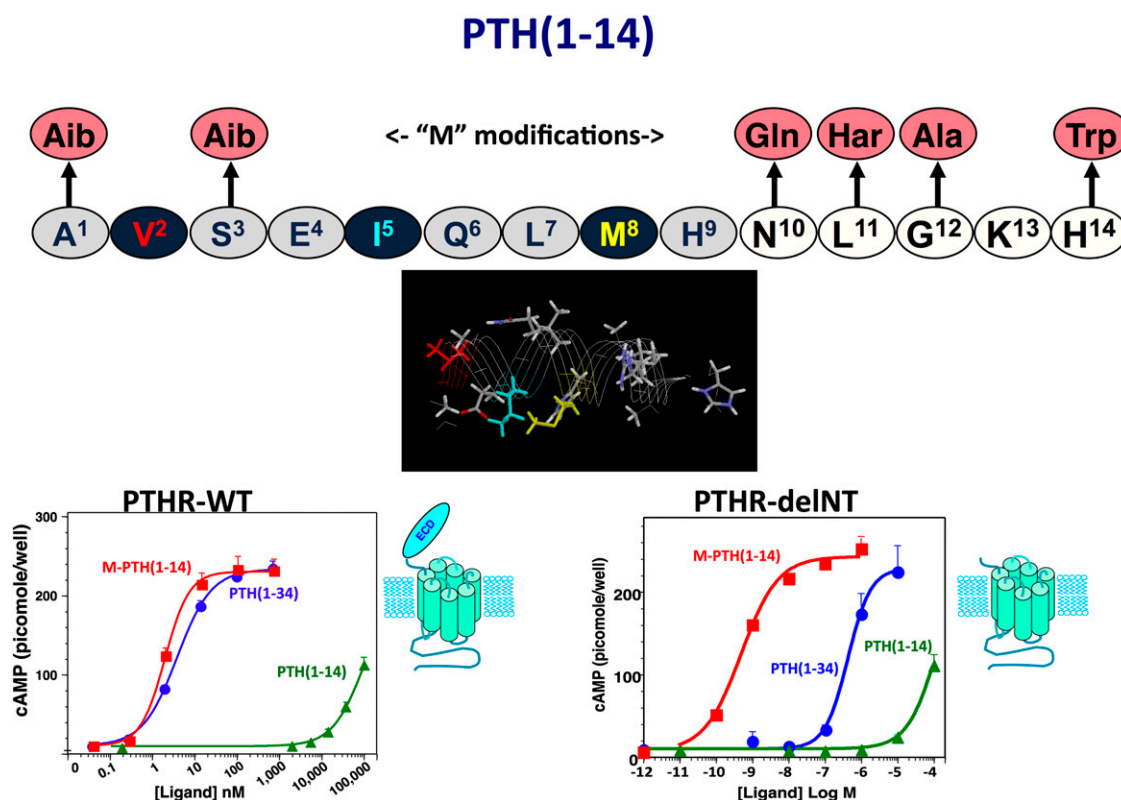 PTH(1-14)
Aib Aib <- “M” modifications-> Gln Har Ala Trp
A1 V2 S3 E4 I5 Q6 L7 M8 H9 N10 L11 G12 K13 H14
PTHR-WT
cAMP (picomole/well)
300
200
100
0 0.1 1 10 100 1,000 10,000 100,000
[Ligand] nM
M-PTH(1-14)
PTH(1-34)
PTH(1-14)
ECD
PTHR-delNT
cAMP (picomole/well)
200
100
0
-12 -11 -10 -9 -8 -7 -6 -5 -4
[Ligand] Log M
M-PTH(1-14)
PTH(1-34)
PTH(1-14)